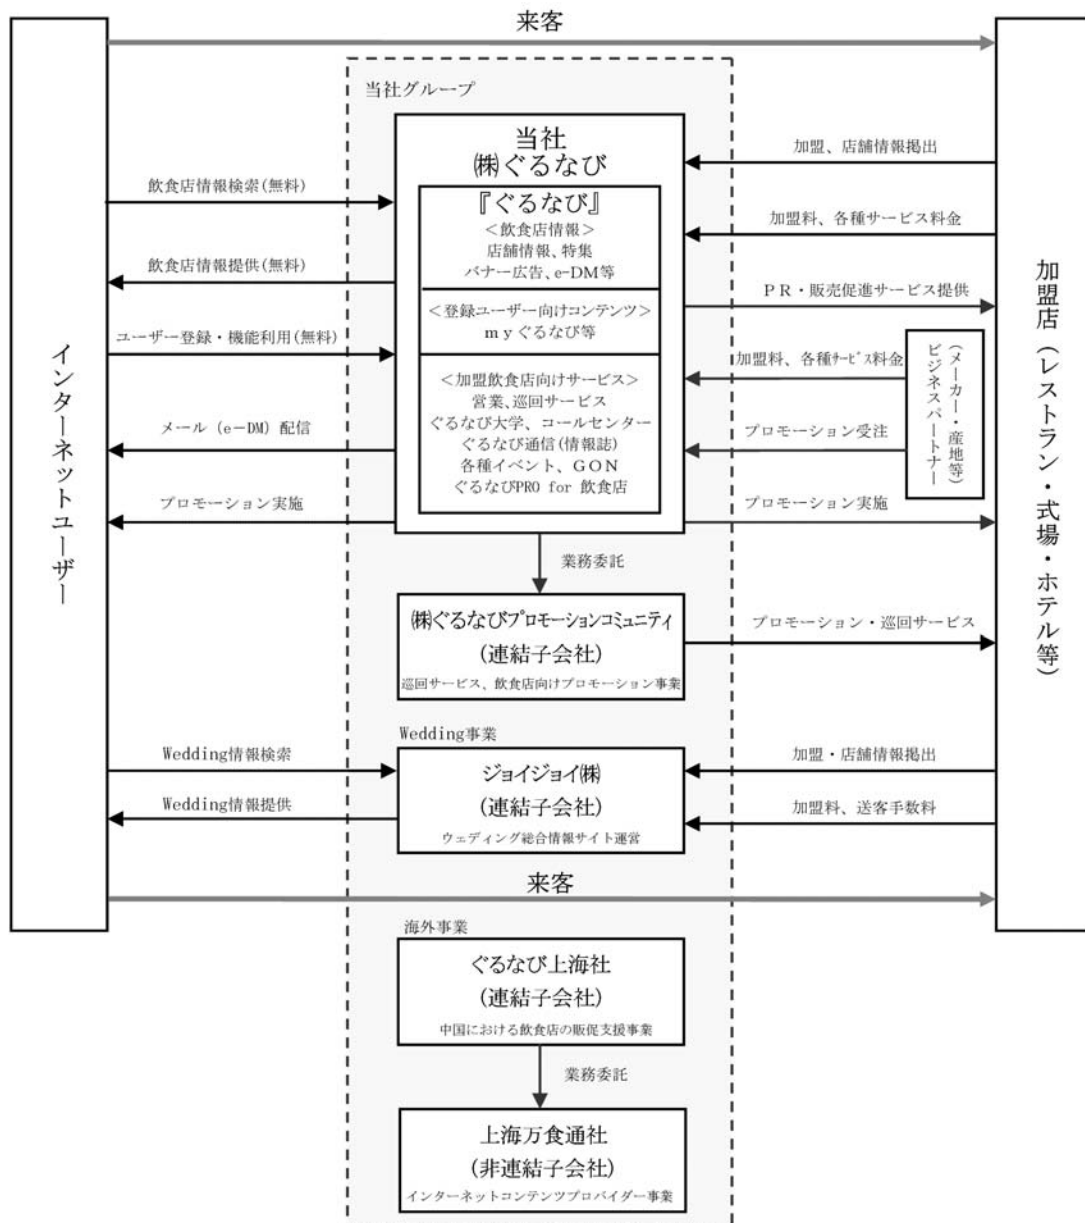 来客
当社グループ
当社
㈱ぐるなび
『ぐるなび』
＜飲食店情報＞
店舗情報、特集
バナー広告、e-DM等
＜登録ユーザー向けコンテンツ＞
ｍｙぐるなび等
＜加盟飲食店向けサービス＞
営業、巡回サービス
ぐるなび大学、コールセンター
ぐるなび通信(情報誌)
各種イベント、ＧＯＮ
ぐるなびPRO for 飲食店
インターネットユーザー
飲食店情報検索(無料)
飲食店情報提供(無料)
ユーザー登録・機能利用(無料)
メール（e－DM）配信
プロモーション実施
加盟、店舗情報掲出
加盟料、各種サービス料金
ＰＲ・販売促進サービス提供
加盟料、各種ｻｰﾋﾞｽ料金
プロモーション受注
プロモーション実施
ビジネスパートナー
（メーカー・産地等）
加盟店（レストラン・式場・ホテル等）
業務委託
㈱ぐるなびプロモーションコミュニティ
(連結子会社)
巡回サービス、飲食店向けプロモーション事業
プロモーション・巡回サービス
Wedding事業
ジョイジョイ㈱
(連結子会社)
ウェディング総合情報サイト運営
Wedding情報検索
Wedding情報提供
加盟・店舗情報掲出
加盟料、送客手数料
来客
海外事業
ぐるなび上海社
(連結子会社)
中国における飲食店の販促支援事業
業務委託
上海万食通社
(非連結子会社)
インターネットコンテンツプロバイダー事業